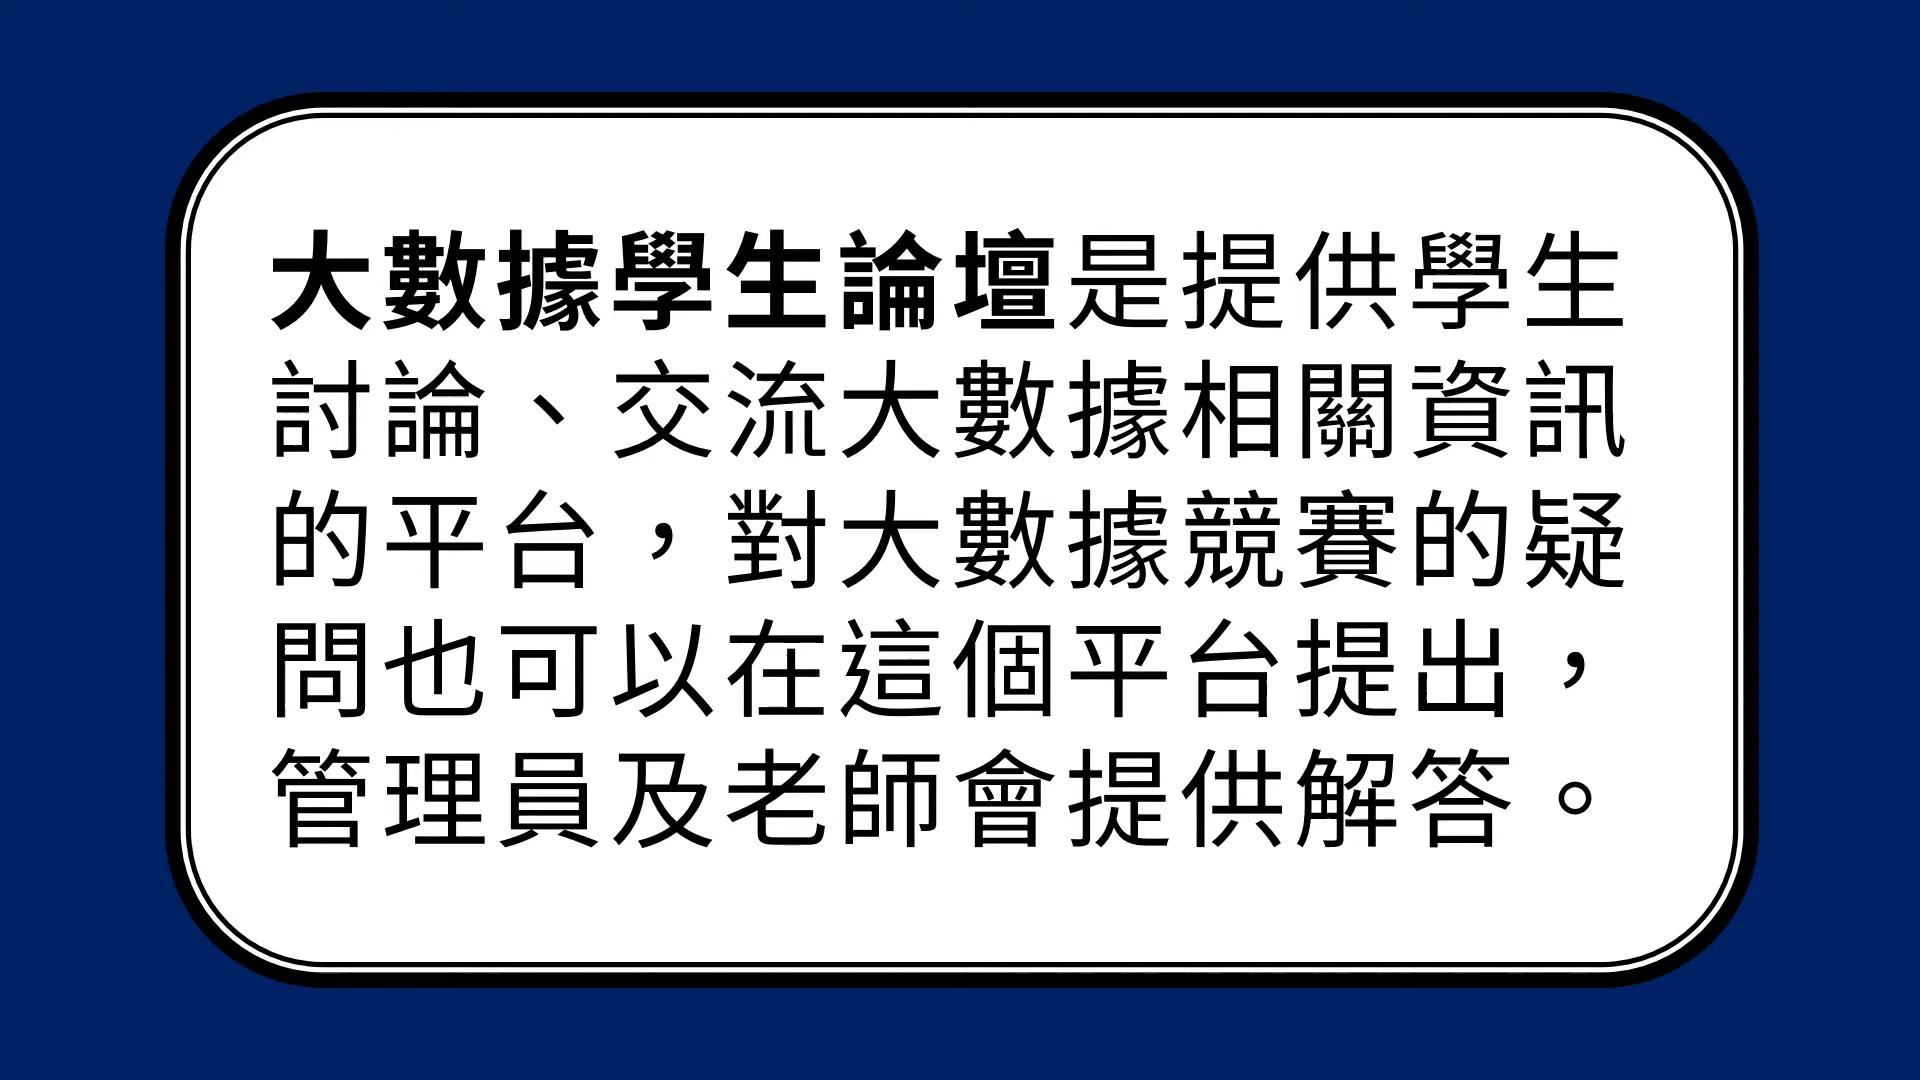 大數據學生論壇是提供學生
討論、交流大數據相關資訊
的平台，對大數據競賽的疑
問也可以在這個平台提出，
管理員及老師會提供解答。